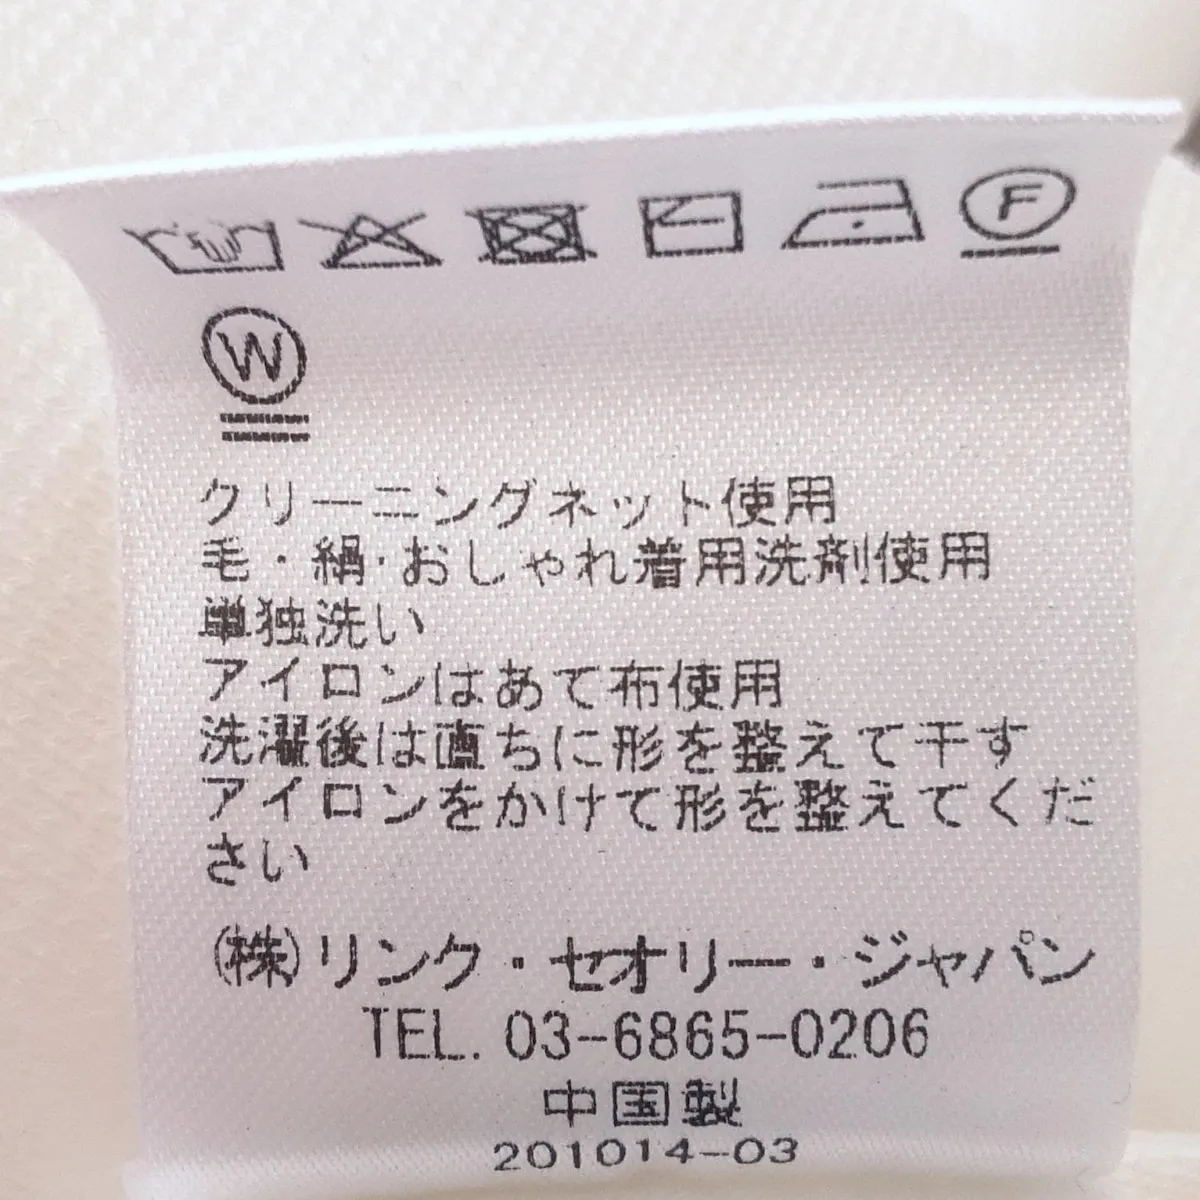 F
W
クリーニングネット使用
毛・絹・おしゃれ着用洗剤使用
単独洗い
アイロンはあて布使用
洗濯後は直ちに形を整えて干す
アイロンをかけて形を整えてくだ
さい
(株)リンク・セオリー・ジャパン
TEL. 03-6865-0206
中国製
201014-03